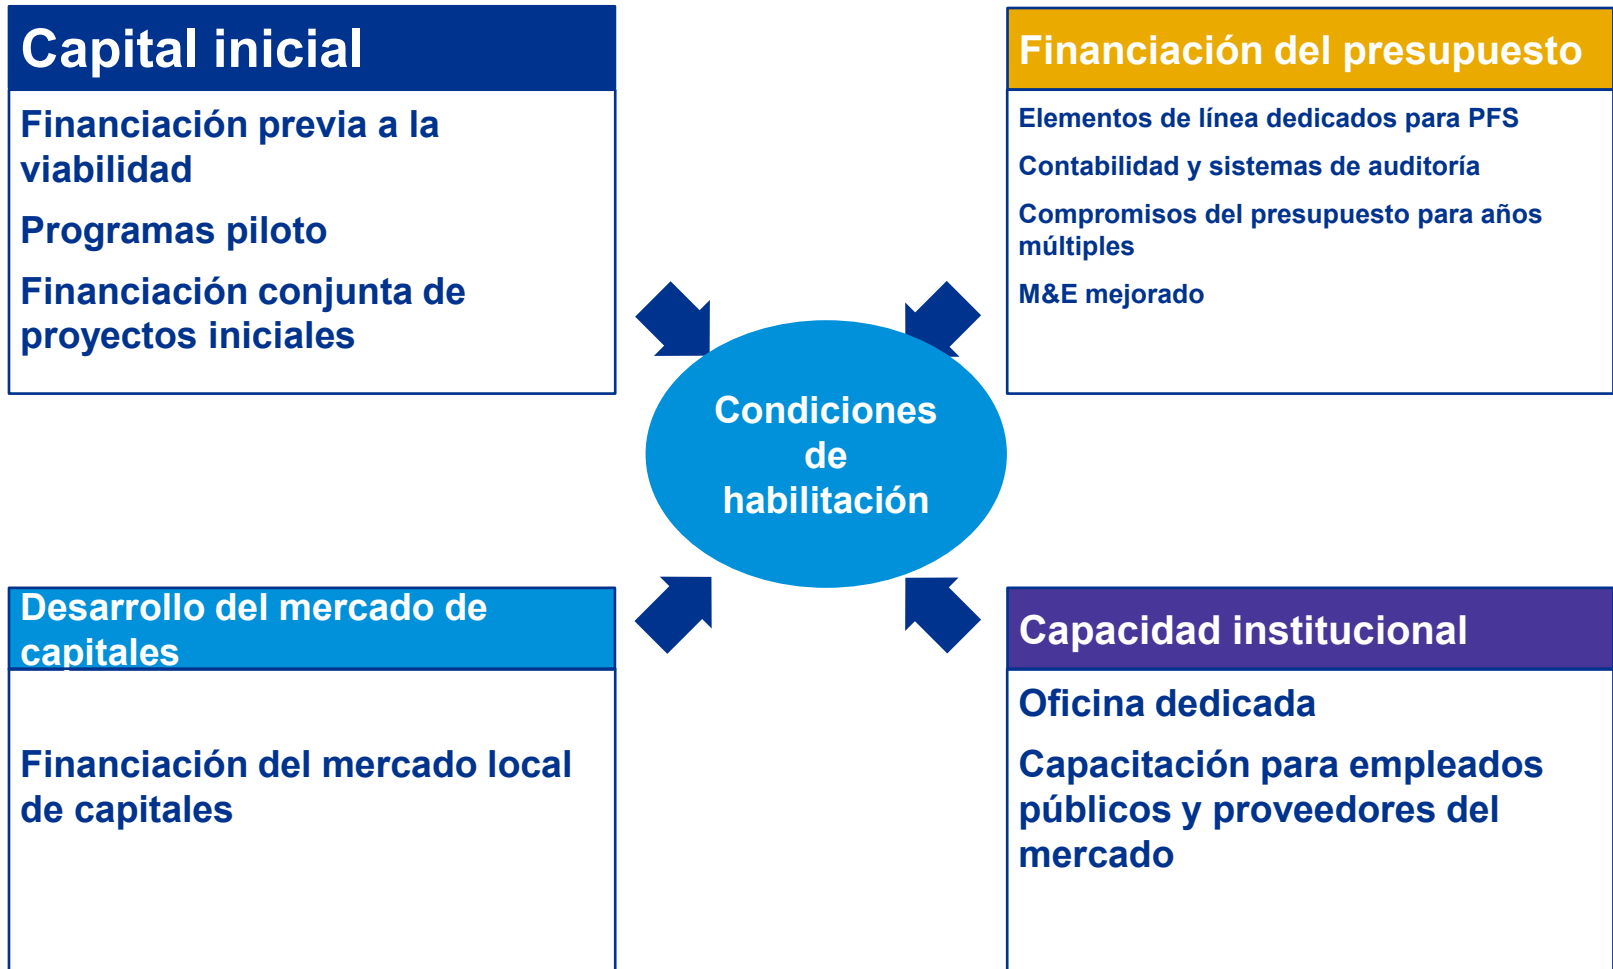 Capital inicial
Financiación previa a la
viabilidad
Programas piloto
Financiación conjunta de
proyectos iniciales
Financiación del presupuesto
Elementos de línea dedicados para PFS
Contabilidad y sistemas de auditoría
Compromisos del presupuesto para años
múltiples
M&E mejorado
Condiciones
de
habilitación
Desarrollo del mercado de
capitales
Financiación del mercado local
de capitales
Capacidad institucional
Oficina dedicada
Capacitación para empleados
públicos y proveedores del
mercado